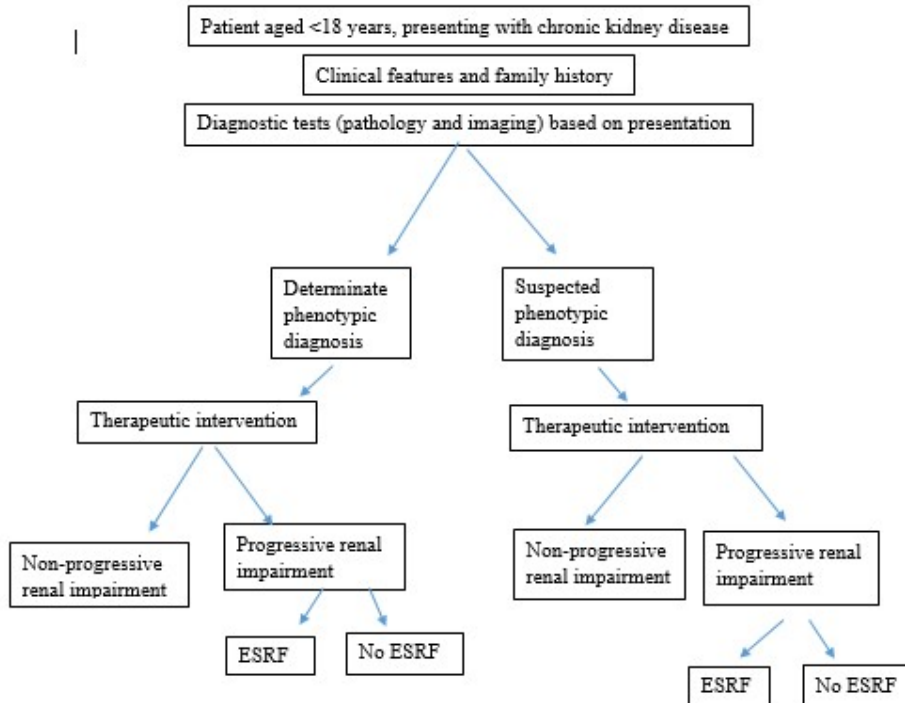 Patient aged <18 years, presenting with chronic kidney disease
Clinical features and family history
Diagnostic tests (pathology and imaging) based on presentation
Determinate
phenotypic
diagnosis
Suspected
phenotypic
diagnosis
Therapeutic intervention
Therapeutic intervention
Non-progressive
renal impairment
Progressive renal
impairment
Non-progressive
renal impairment
Progressive renal
impairment
ESRF
No ESRF
ESRF
No ESRF